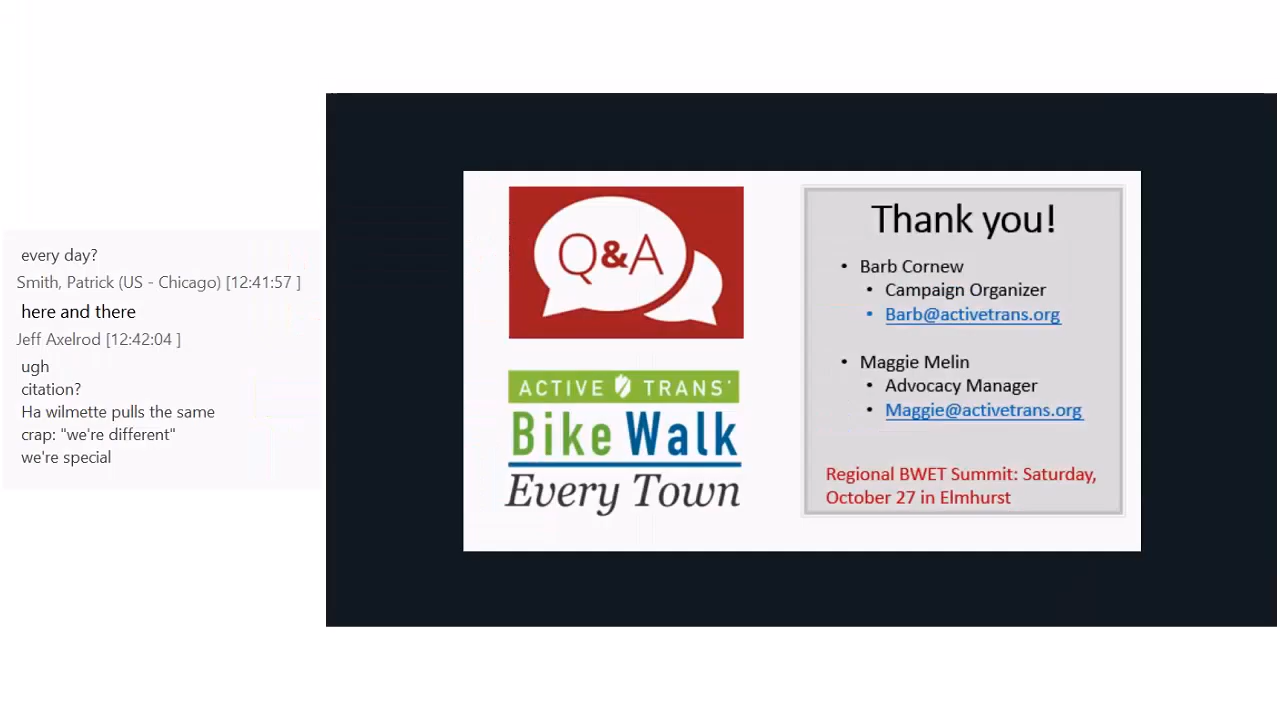 every day?
Smith, Patrick (US - Chicago) [12:41:57 ]
here and there
Jeff Axelrod [12:42:04 ]
ugh
citation?
Ha wilmette pulls the same
crap: "we're different"
we're special
Q&A
ACTIVE TRANS
Bike Walk
Every Town
Thank you!
• Barb Cornew
• Campaign Organizer
• Barb@activetrans.org
• Maggie Melin
• Advocacy Manager
• Maggie@activetrans.org
Regional BWET Summit: Saturday,
October 27 in Elmhurst